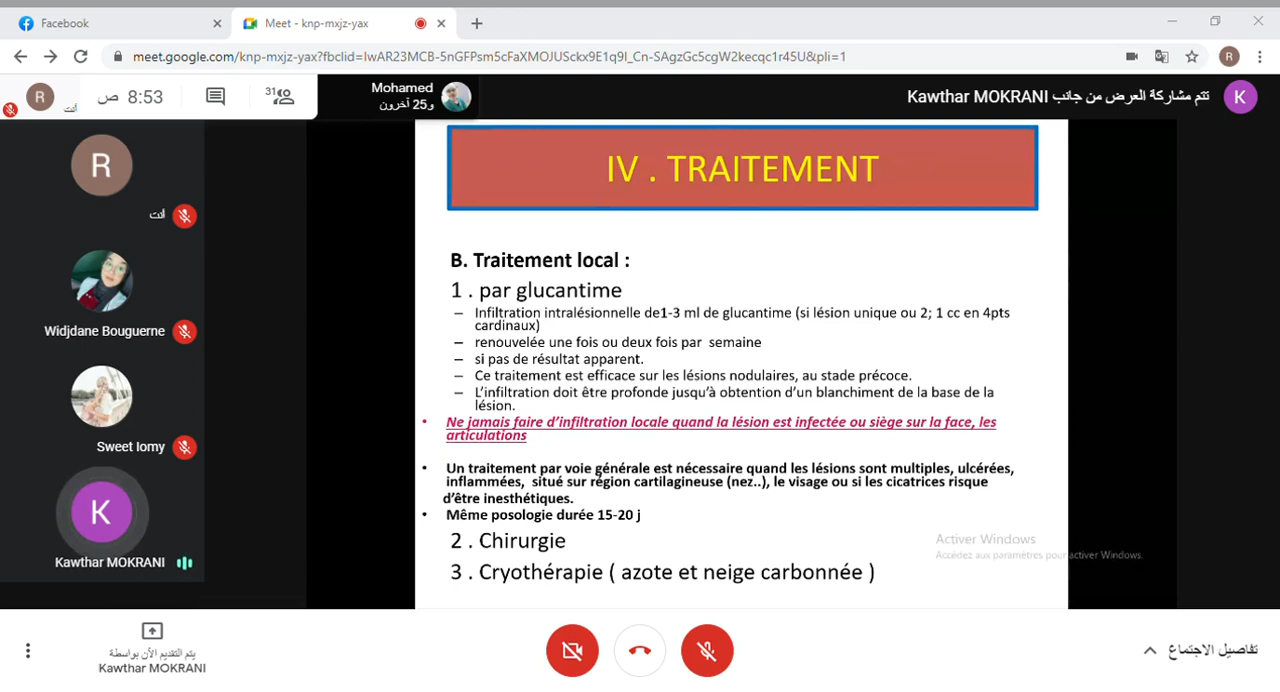 Facebook
Meet - knp-mxjz-yax
meet.google.com/knp-mxjz-yax?fbclid=IwAR23MCB-5nGFPsm5cFaXMOJUSckx9E1q9I_Cn-SAgzGc5cgW2kecqc1r45U&pli=1
R
R
أنت
8:53 ص
31
Mohamed
و25 آخرون
تتم مشاركة العرض من جانب Kawthar MOKRANI
K
R
أنت
Widjdane Bouguerne
Sweet Iomy
K
Kawthar MOKRANI
IV . TRAITEMENT
B. Traitement local :
1 . par glucantime
– Infiltration intralésionnelle de1-3 ml de glucantime (si lésion unique ou 2; 1 cc en 4pts
cardinaux)
– renouvelée une fois ou deux fois par semaine
– si pas de résultat apparent.
– Ce traitement est efficace sur les lésions nodulaires, au stade précoce.
– L'infiltration doit être profonde jusqu'à obtention d'un blanchiment de la base de la
lésion.
• Ne jamais faire d'infiltration locale quand la lésion est infectée ou siège sur la face, les
articulations
• Un traitement par voie générale est nécessaire quand les lésions sont multiples, ulcérées,
inflammées, situé sur région cartilagineuse (nez..), le visage ou si les cicatrices risque
d'être inesthétiques.
• Même posologie durée 15-20 j
2 . Chirurgie
3 . Cryothérapie ( azote et neige carbonnée )
Activer Windows
Accédez aux paramètres pour activer Windows.
يتم التقديم الآن بواسطة
Kawthar MOKRANI
تفاصيل الاجتماع